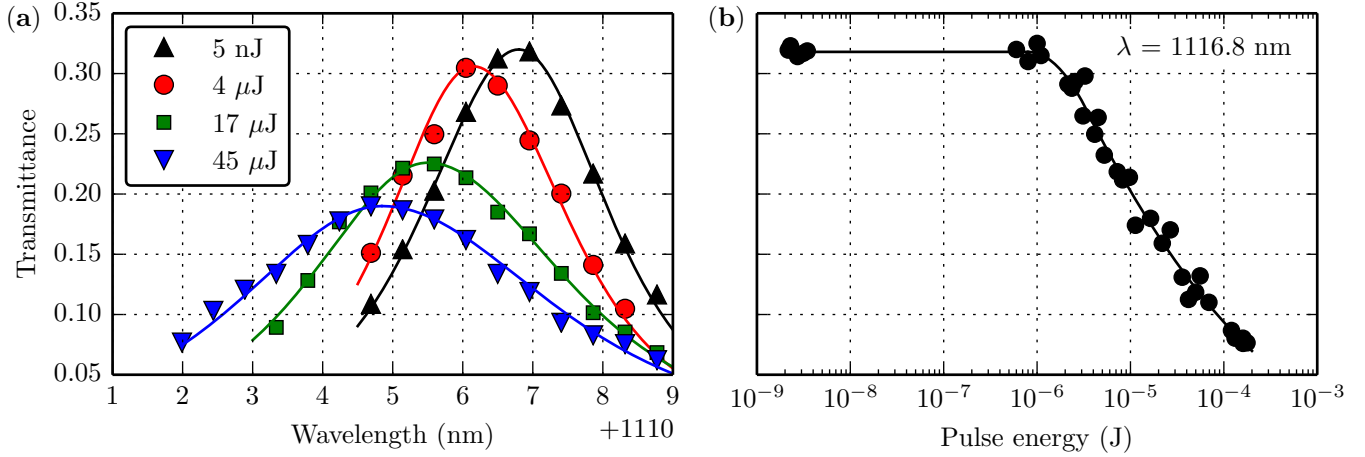 (a)
0.35
0.30
0.25
0.20
0.15
0.10
0.05
Transmittance
5 nJ
4 μJ
17 μJ
45 μJ
1 2 3 4 5 6 7 8 9
Wavelength (nm)
+1110
(b)
λ = 1116.8 nm
10⁻⁹ 10⁻⁸ 10⁻⁷ 10⁻⁶ 10⁻⁵ 10⁻⁴ 10⁻³
Pulse energy (J)